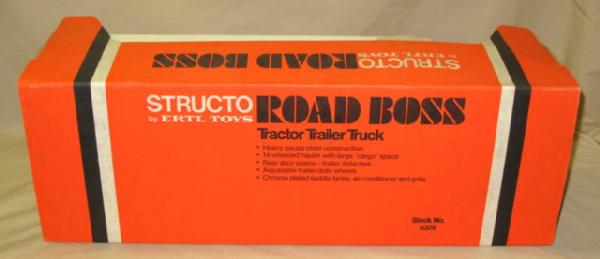 STRUCTO ROAD BOSS
by ERTL TOYS
STRUCTO ROAD BOSS
by ERTL TOYS
Tractor Trailer Truck
• Heavy gauge steel construction
• 14-wheeled hauler with large "cargo" space
• Rear door opens - trailer detaches
• Adjustable trailer dolly wheels
• Chrome plated saddle tanks, air conditioner and grille
Stock No.